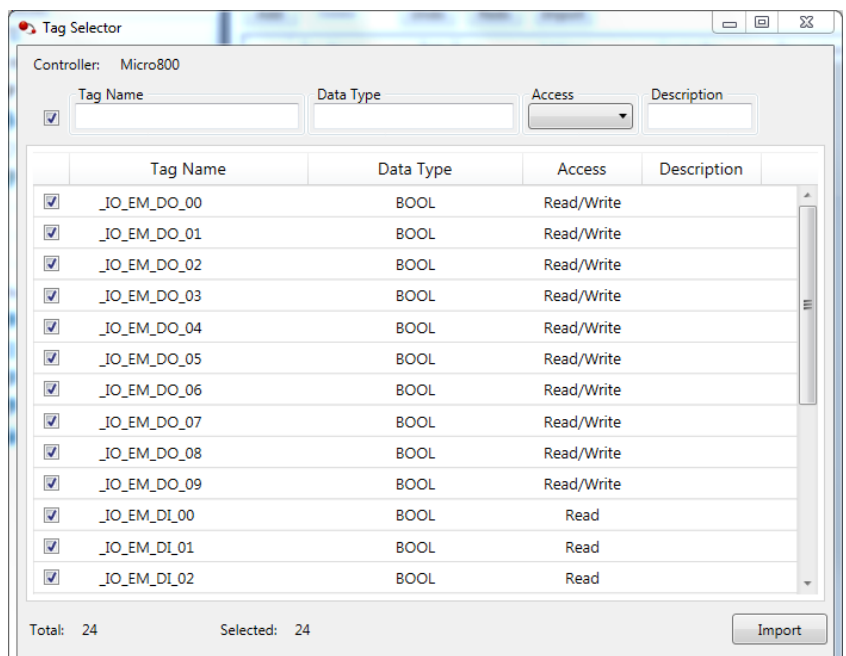 Tag Selector
Controller: Micro800
Tag Name Data Type Access Description
Tag Name Data Type Access Description
_IO_EM_DO_00 BOOL Read/Write
_IO_EM_DO_01 BOOL Read/Write
_IO_EM_DO_02 BOOL Read/Write
_IO_EM_DO_03 BOOL Read/Write
_IO_EM_DO_04 BOOL Read/Write
_IO_EM_DO_05 BOOL Read/Write
_IO_EM_DO_06 BOOL Read/Write
_IO_EM_DO_07 BOOL Read/Write
_IO_EM_DO_08 BOOL Read/Write
_IO_EM_DO_09 BOOL Read/Write
_IO_EM_DI_00 BOOL Read
_IO_EM_DI_01 BOOL Read
_IO_EM_DI_02 BOOL Read
Total: 24 Selected: 24 Import